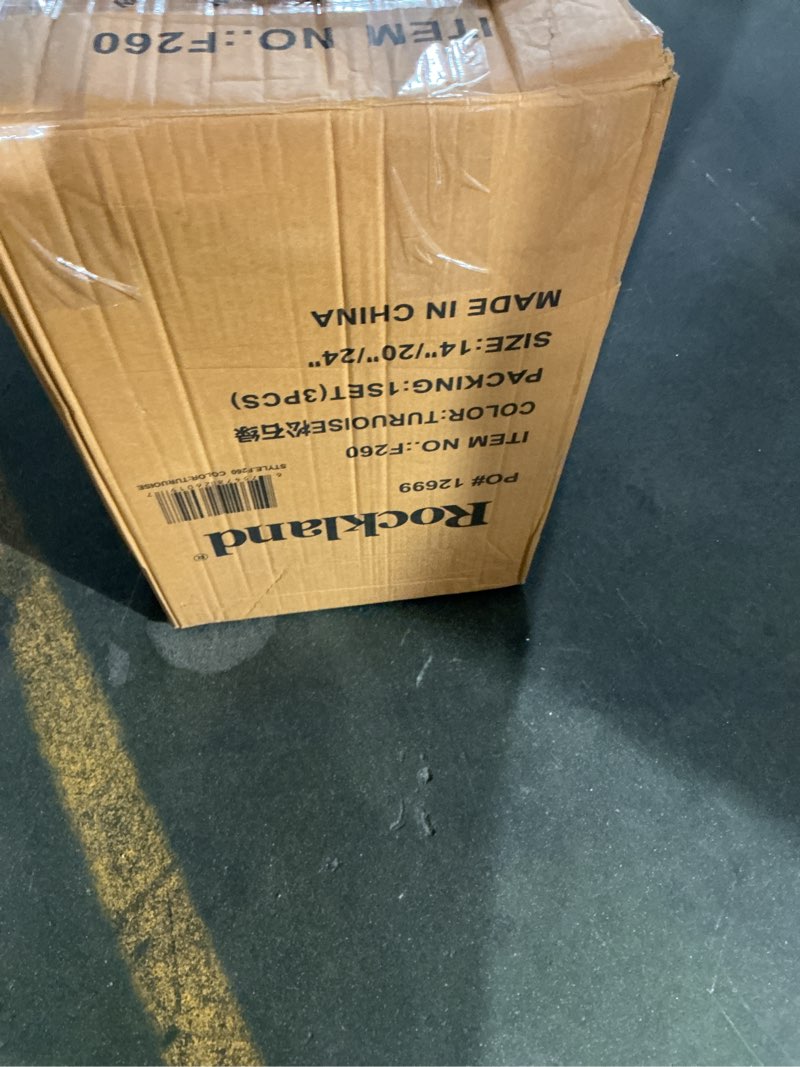 Rockland®
PO# 12699
ITEM NO.:F260
COLOR:TURUOISE松石绿
PACKING:1SET(3PCS)
SIZE:14"/20"/24"
MADE IN CHINA
STYLE:F260 COLOR:TURUOISE
ITEM NO.:F260